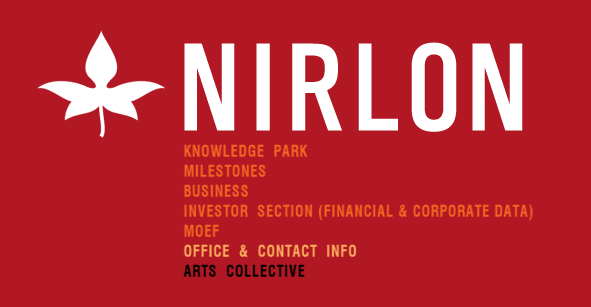 NIRLON
KNOWLEDGE PARK
MILESTONES
BUSINESS
INVESTOR SECTION (FINANCIAL & CORPORATE DATA)
MOEF
OFFICE & CONTACT INFO
ARTS COLLECTIVE